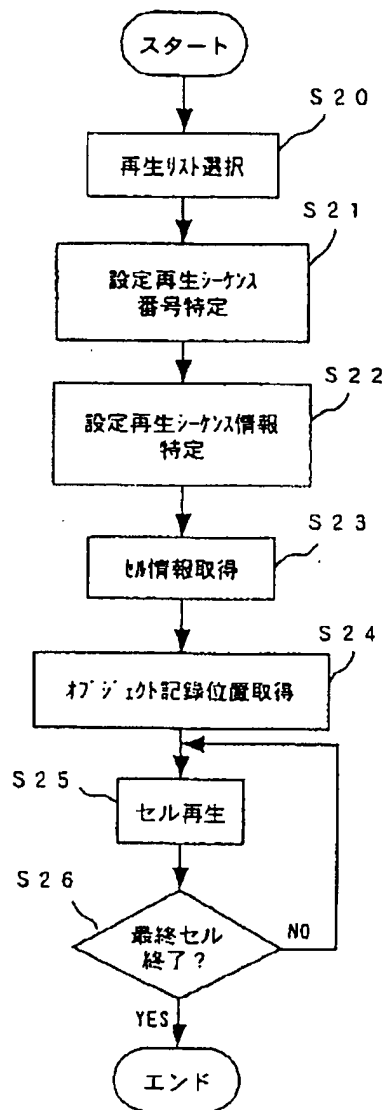 スタート
S20
再生ﾘｽﾄ選択
S21
設定再生ｼｰｹﾝｽ
番号特定
S22
設定再生ｼｰｹﾝｽ情報
特定
S23
ｾﾙ情報取得
S24
ｵﾌﾞｼﾞｪｸﾄ記録位置取得
S25
セル再生
S26
最終セル
終了?
NO
YES
エンド